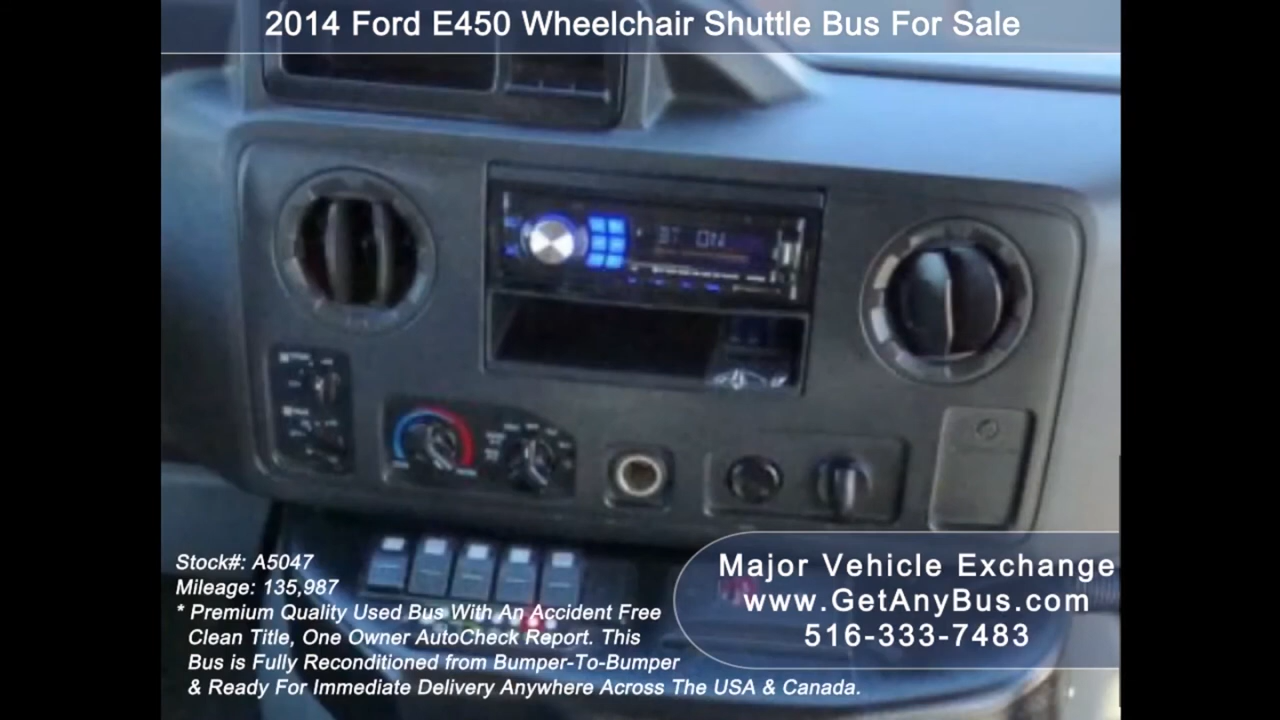 2014 Ford E450 Wheelchair Shuttle Bus For Sale
BT ON
Stock#: A5047
Mileage: 135,987
* Premium Quality Used Bus With An Accident Free
Clean Title, One Owner AutoCheck Report. This
Bus is Fully Reconditioned from Bumper-To-Bumper
& Ready For Immediate Delivery Anywhere Across The USA & Canada.
Major Vehicle Exchange
www.GetAnyBus.com
516-333-7483